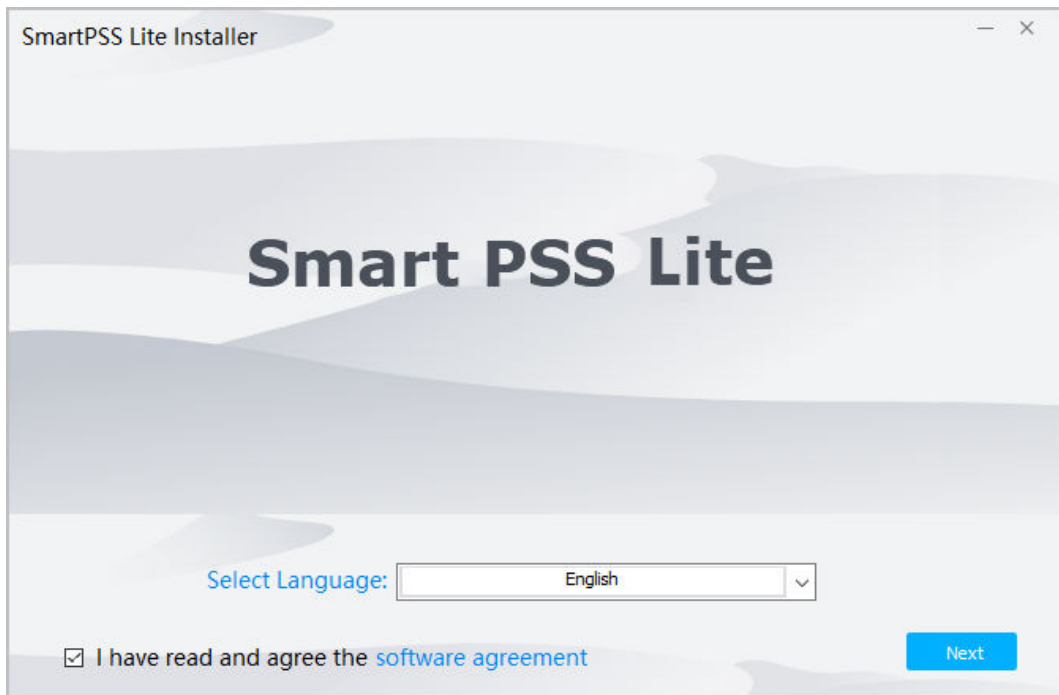 SmartPSS Lite Installer
Smart PSS Lite
Select Language: English
I have read and agree the software agreement
Next